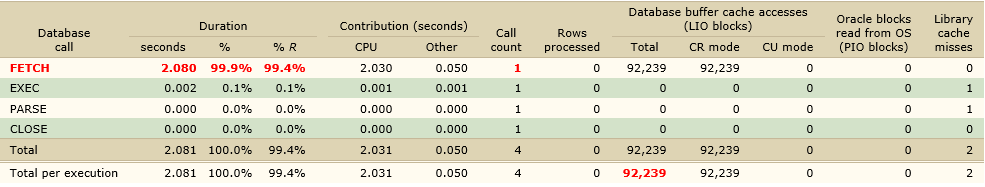 Database call Duration Contribution (seconds) Call count Rows processed Database buffer cache accesses (LIO blocks) Oracle blocks read from OS (PIO blocks) Library cache misses
seconds % % R CPU Other Total CR mode CU mode
FETCH 2.080 99.9% 99.4% 2.030 0.050 1 0 92,239 92,239 0 0 0
EXEC 0.002 0.1% 0.1% 0.001 0.001 1 0 0 0 0 0 1
PARSE 0.000 0.0% 0.0% 0.000 0.000 1 0 0 0 0 0 1
CLOSE 0.000 0.0% 0.0% 0.000 0.000 1 0 0 0 0 0 0
Total 2.081 100.0% 99.4% 2.031 0.050 4 0 92,239 92,239 0 0 2
Total per execution 2.081 100.0% 99.4% 2.031 0.050 4 0 92,239 92,239 0 0 2